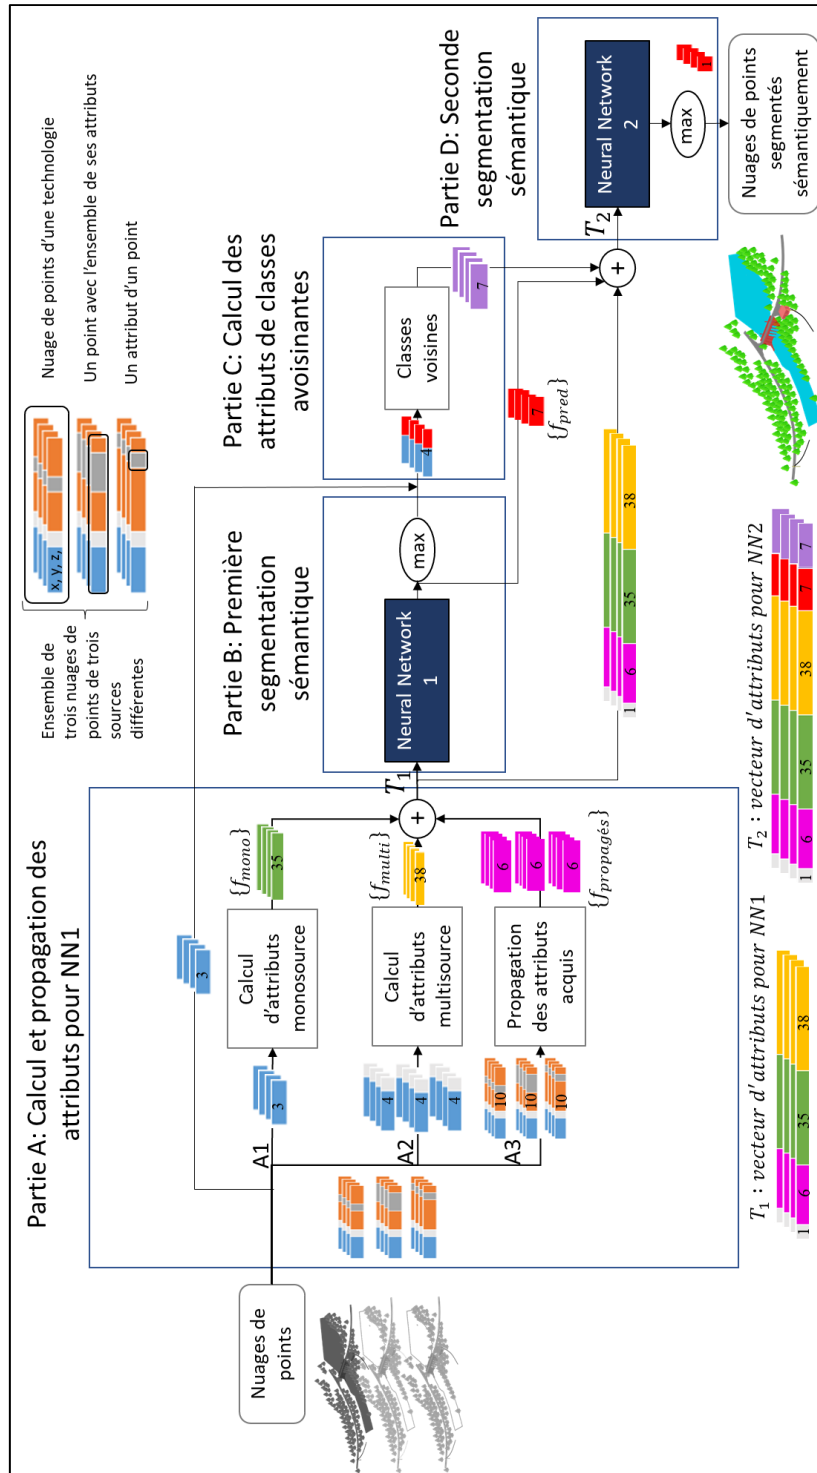 Ensemble de
trois nuages de
points de trois
sources
différentes
x, y, z,
Nuage de points d'une technologie
Un point avec l'ensemble de ses attributs
Un attribut d'un point
Nuages de
points
Partie A: Calcul et propagation des
attributs pour NN1
3
A1
3
Calcul
d'attributs
monosource
35
{f_mono}
A2
4
4
4
Calcul
d'attributs
multisource
38
{f_multi}
A3
10
10
10
Propagation
des attributs
acquis
6
6
6
{f_propagés}
+
T_1
Partie B: Première
segmentation
sémantique
Neural Network
1
max
Partie C: Calcul des
attributs de classes
avoisinantes
4
Classes
voisines
7
7
{f_pred}
1 6 35 38
+
T_2
Partie D: Seconde
segmentation
sémantique
Neural Network
2
max
1
Nuages de points
segmentés
sémantiquement
T_1 : vecteur d'attributs pour NN1
1 6 35 38
T_2 : vecteur d'attributs pour NN2
1 6 35 38 7 7